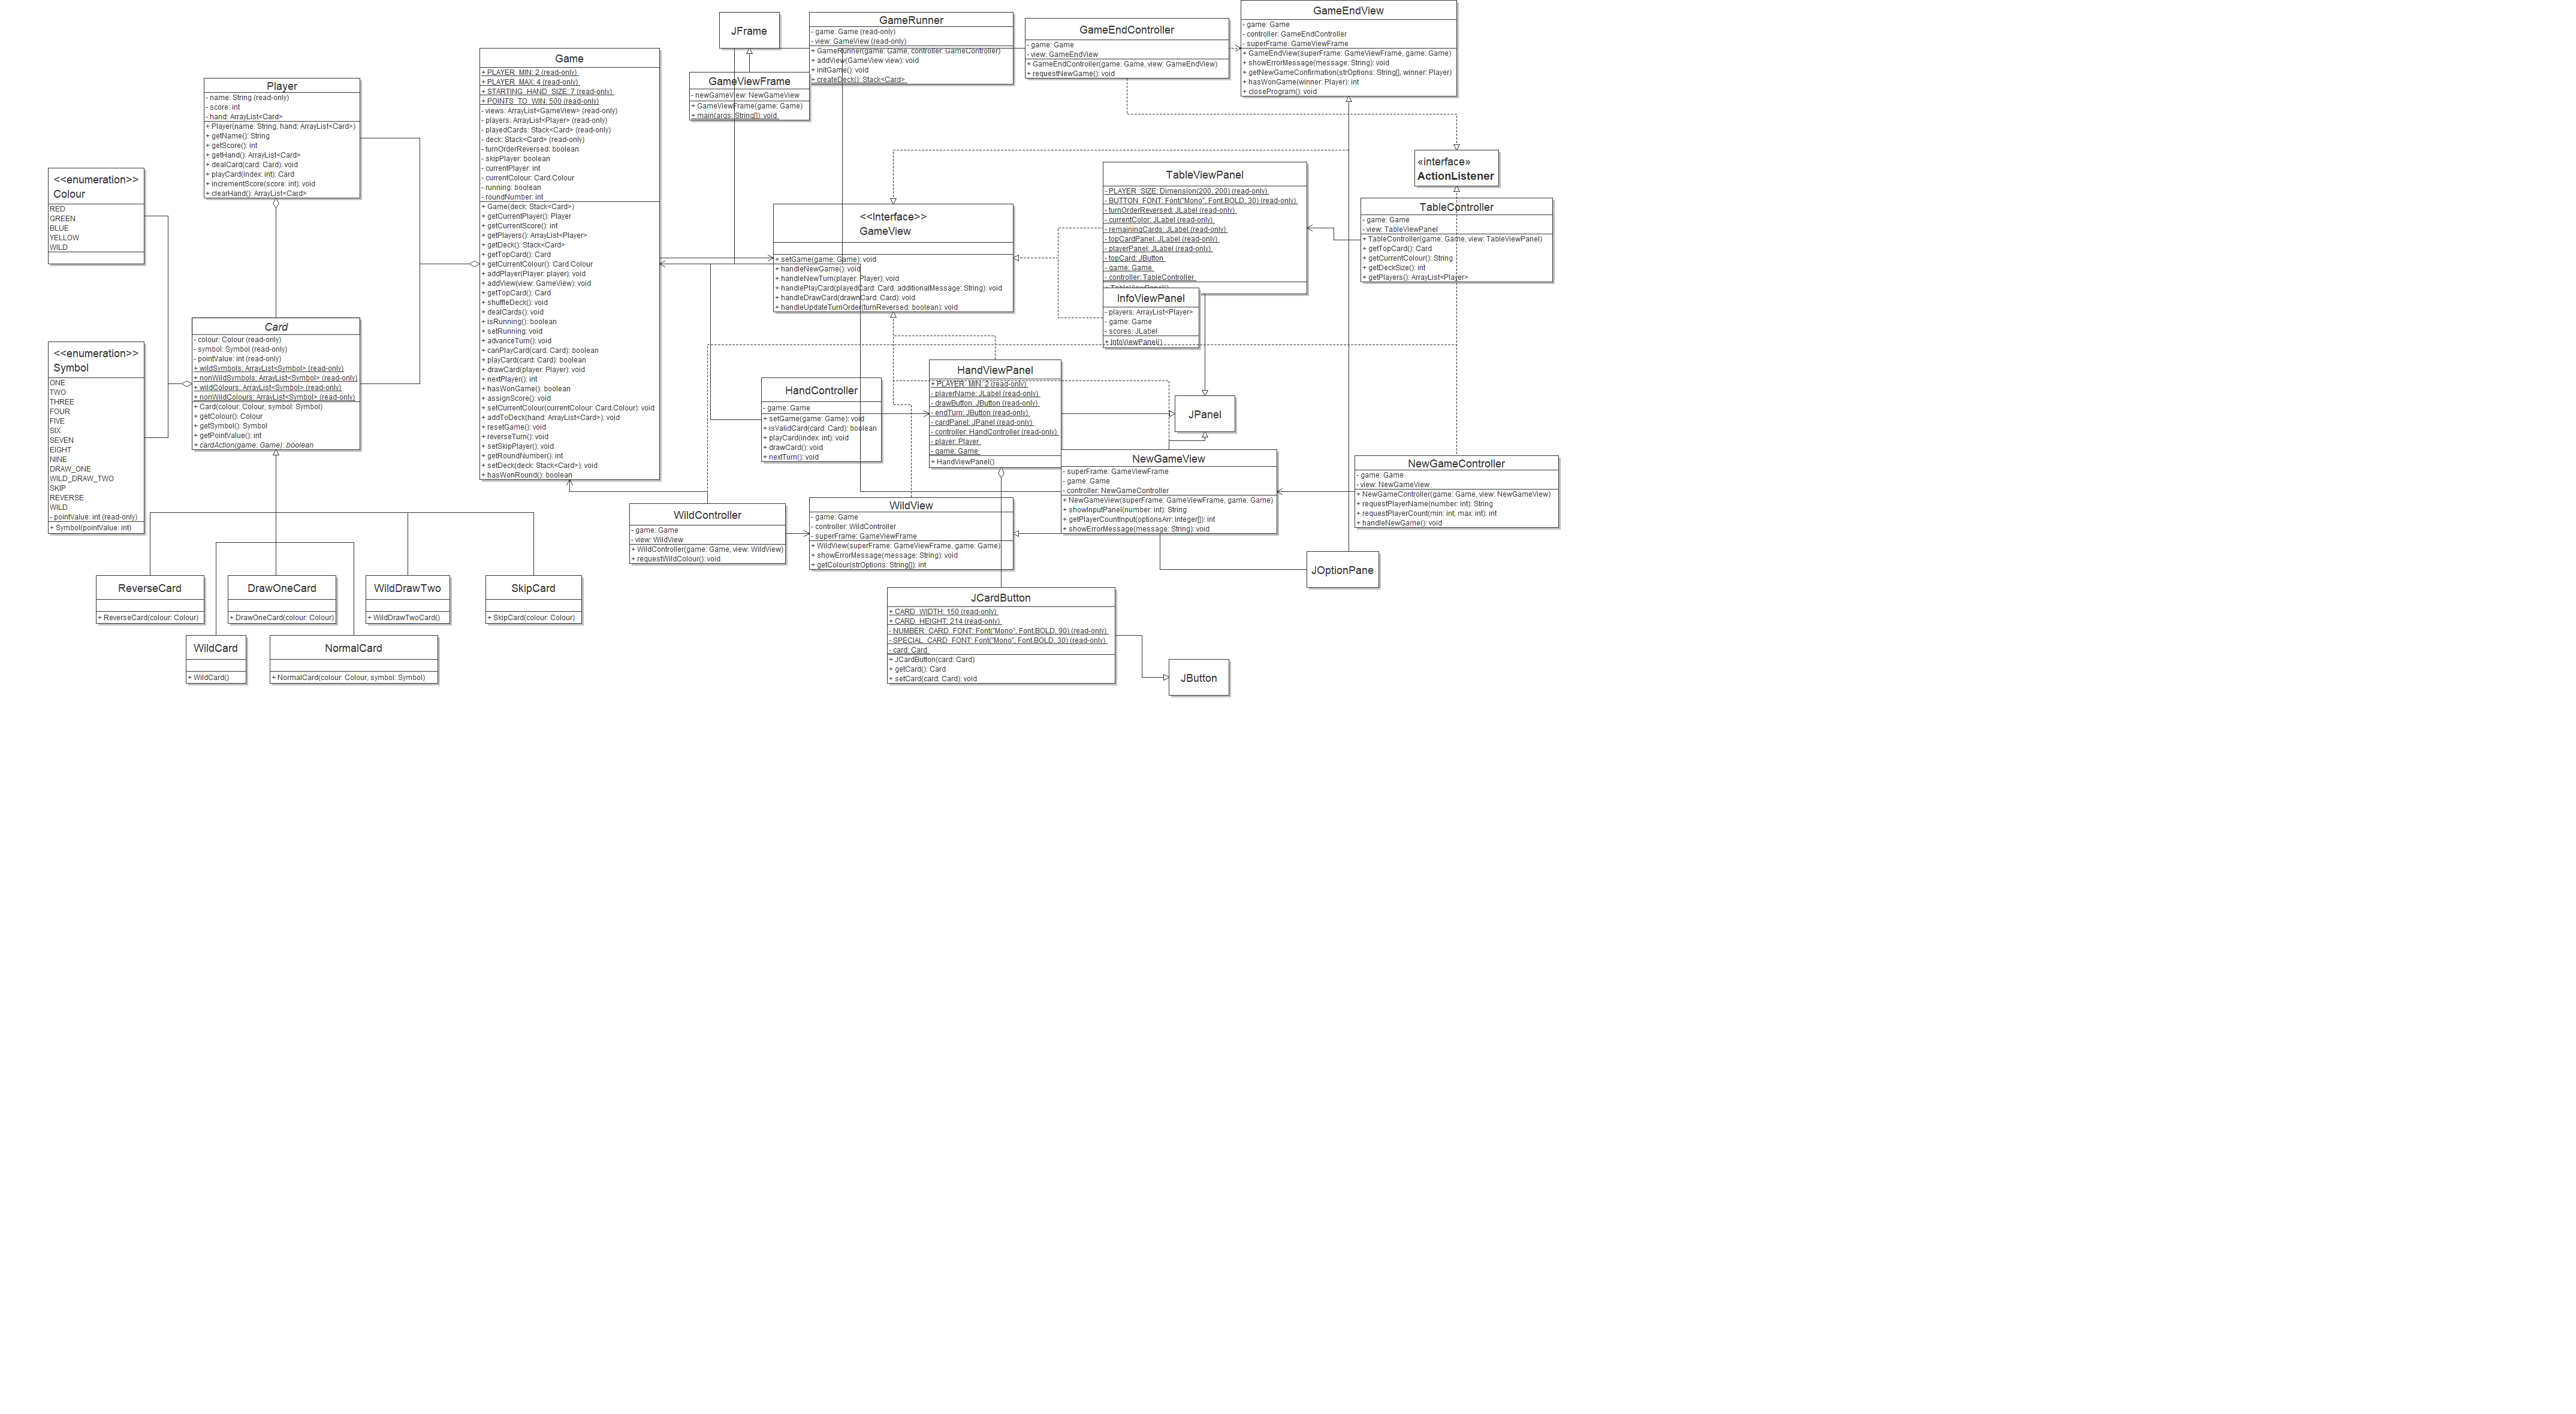 JFrame
GameRunner
- game: Game (read-only)
- view: GameView (read-only)
+ GameRunner(game: Game, controller: GameController)
+ addView(GameView view): void
+ initGame(): void
+ createDeck(): Stack<Card>
GameEndController
- game: Game
- view: GameEndView
+ GameEndController(game: Game, view: GameEndView)
+ requestNewGame(): void
GameEndView
- game: Game
- controller: GameEndController
- superFrame: GameViewFrame
+ GameEndView(superFrame: GameViewFrame, game: Game)
+ showErrorMessage(message: String): void
+ getNewGameConfirmation(strOptions: String[], winner: Player)
+ hasWonGame(winner: Player): int
+ closeProgram(): void
GameViewFrame
- newGameView: NewGameView
+ GameViewFrame(game: Game)
+ main(args: String[]): void
Game
+ PLAYER_MIN: 2 (read-only)
+ PLAYER_MAX: 4 (read-only)
+ STARTING_HAND_SIZE: 7 (read-only)
+ POINTS_TO_WIN: 500 (read-only)
- views: ArrayList<GameView> (read-only)
- players: ArrayList<Player> (read-only)
- playedCards: Stack<Card> (read-only)
- deck: Stack<Card> (read-only)
- turnOrderReversed: boolean
- skipPlayer: boolean
- currentPlayer: int
- currentColour: Card.Colour
- running: boolean
- roundNumber: int
+ Game(deck: Stack<Card>)
+ getCurrentPlayer(): Player
+ getCurrentScore(): int
+ getPlayers(): ArrayList<Player>
+ getDeck(): Stack<Card>
+ getTopCard(): Card
+ getCurrentColour(): Card.Colour
+ addPlayer(Player: player): void
+ addView(view: GameView): void
+ getTopCard(): Card
+ shuffleDeck(): void
+ dealCards(): void
+ isRunning(): boolean
+ setRunning: void
+ advanceTurn(): void
+ canPlayCard(card: Card): boolean
+ playCard(card: Card): boolean
+ drawCard(player: Player): void
+ nextPlayer(): int
+ hasWonGame(): boolean
+ assignScore(): void
+ setCurrentColour(currentColour: Card.Colour): void
+ addToDeck(hand: ArrayList<Card>): void
+ resetGame(): void
+ reverseTurn(): void
+ setSkipPlayer(): void
+ getRoundNumber(): int
+ setDeck(deck: Stack<Card>): void
+ hasWonRound(): boolean
Player
- name: String (read-only)
- score: int
- hand: ArrayList<Card>
+ Player(name: String, hand: ArrayList<Card>)
+ getName(): String
+ getScore(): int
+ getHand(): ArrayList<Card>
+ dealCard(card: Card): void
+ playCard(index: int): Card
+ incrementScore(score: int): void
+ clearHand(): ArrayList<Card>
<<enumeration>>
Colour
RED
GREEN
BLUE
YELLOW
WILD
<<enumeration>>
Symbol
ONE
TWO
THREE
FOUR
FIVE
SIX
SEVEN
EIGHT
NINE
DRAW_ONE
WILD_DRAW_TWO
SKIP
REVERSE
WILD
- pointValue: int (read-only)
+ Symbol(pointValue: int)
Card
- colour: Colour (read-only)
- symbol: Symbol (read-only)
- pointValue: int (read-only)
+ wildSymbols: ArrayList<Symbol> (read-only)
+ nonWildSymbols: ArrayList<Symbol> (read-only)
+ wildColours: ArrayList<Symbol> (read-only)
+ nonWildColours: ArrayList<Symbol> (read-only)
+ Card(colour: Colour, symbol: Symbol)
+ getColour(): Colour
+ getSymbol(): Symbol
+ getPointValue(): int
+ cardAction(game: Game): boolean
<<Interface>>
GameView
+ setGame(game: Game): void
+ handleNewGame(): void
+ handleNewTurn(player: Player): void
+ handlePlayCard(playedCard: Card, additionalMessage: String): void
+ handleDrawCard(drawnCard: Card): void
+ handleUpdateTurnOrder(turnReversed: boolean): void
TableViewPanel
- PLAYER_SIZE: Dimension(200, 200) (read-only)
- BUTTON_FONT: Font("Mono", Font.BOLD, 30) (read-only)
- turnOrderReversed: JLabel (read-only)
- currentColor: JLabel (read-only)
- remainingCards: JLabel (read-only)
- topCardPanel: JLabel (read-only)
- playerPanel: JLabel (read-only)
- topCard: JButton
- game: Game
- controller: TableController
+ TableViewPanel()
InfoViewPanel
- players: ArrayList<Player>
- game: Game
- scores: JLabel
+ InfoViewPanel()
«interface»
ActionListener
TableController
- game: Game
- view: TableViewPanel
+ TableController(game: Game, view: TableViewPanel)
+ getTopCard(): Card
+ getCurrentColour(): String
+ getDeckSize(): int
+ getPlayers(): ArrayList<Player>
HandController
- game: Game
+ setGame(game: Game): void
+ isValidCard(card: Card): boolean
+ playCard(index: int): void
+ drawCard(): void
+ nextTurn(): void
HandViewPanel
+ PLAYER_MIN: 2 (read-only)
- playerName: JLabel (read-only)
- drawButton: JButton (read-only)
- endTurn: JButton (read-only)
- cardPanel: JPanel (read-only)
- controller: HandController (read-only)
- player: Player
- game: Game
+ HandViewPanel()
JPanel
NewGameView
- superFrame: GameViewFrame
- game: Game
- controller: NewGameController
+ NewGameView(superFrame: GameViewFrame, game: Game)
+ showInputPanel(number: int): String
+ getPlayerCountInput(optionsArr: Integer[]): int
+ showErrorMessage(message: String): void
NewGameController
- game: Game
- view: NewGameView
+ NewGameController(game: Game, view: NewGameView)
+ requestPlayerName(number: int): String
+ requestPlayerCount(min: int, max: int): int
+ handleNewGame(): void
WildController
- game: Game
- view: WildView
+ WildController(game: Game, view: WildView)
+ requestWildColour(): void
WildView
- game: Game
- controller: WildController
- superFrame: GameViewFrame
+ WildView(superFrame: GameViewFrame, game: Game)
+ showErrorMessage(message: String): void
+ getColour(strOptions: String[]): int
JOptionPane
ReverseCard
+ ReverseCard(colour: Colour)
DrawOneCard
+ DrawOneCard(colour: Colour)
WildDrawTwo
+ WildDrawTwoCard()
SkipCard
+ SkipCard(colour: Colour)
WildCard
+ WildCard()
NormalCard
+ NormalCard(colour: Colour, symbol: Symbol)
JCardButton
+ CARD_WIDTH: 150 (read-only)
+ CARD_HEIGHT: 214 (read-only)
- NUMBER_CARD_FONT: Font("Mono", Font.BOLD, 90) (read-only)
- SPECIAL_CARD_FONT: Font("Mono", Font.BOLD, 30) (read-only)
- card: Card
+ JCardButton(card: Card)
+ getCard(): Card
+ setCard(card: Card): void
JButton